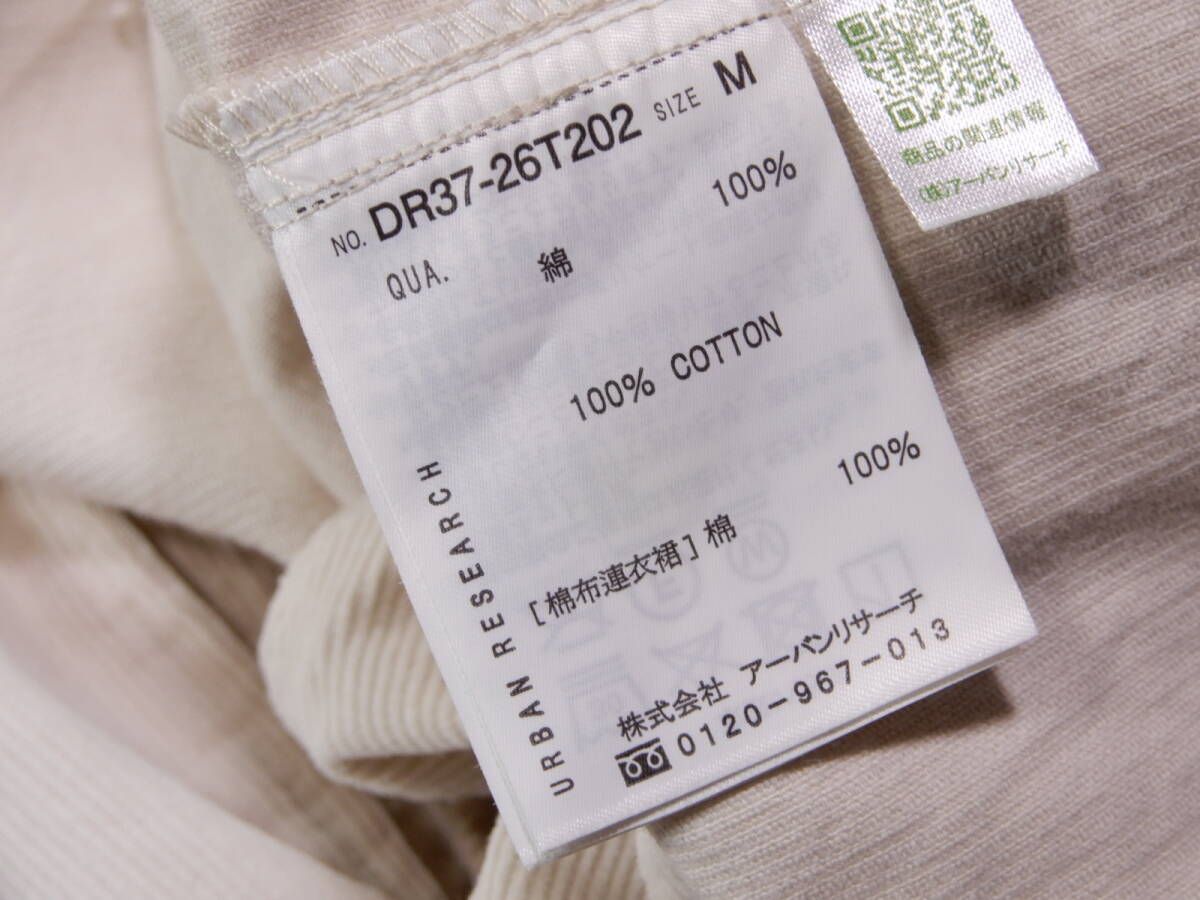 NO. DR37-26T202 SIZE M
QUA. 綿 100%
100% COTTON
[棉布連衣裙] 棉 100%
URBAN RESEARCH
株式会社 アーバンリサーチ
0120-967-013
商品の関連情報
(株)アーバンリサーチ